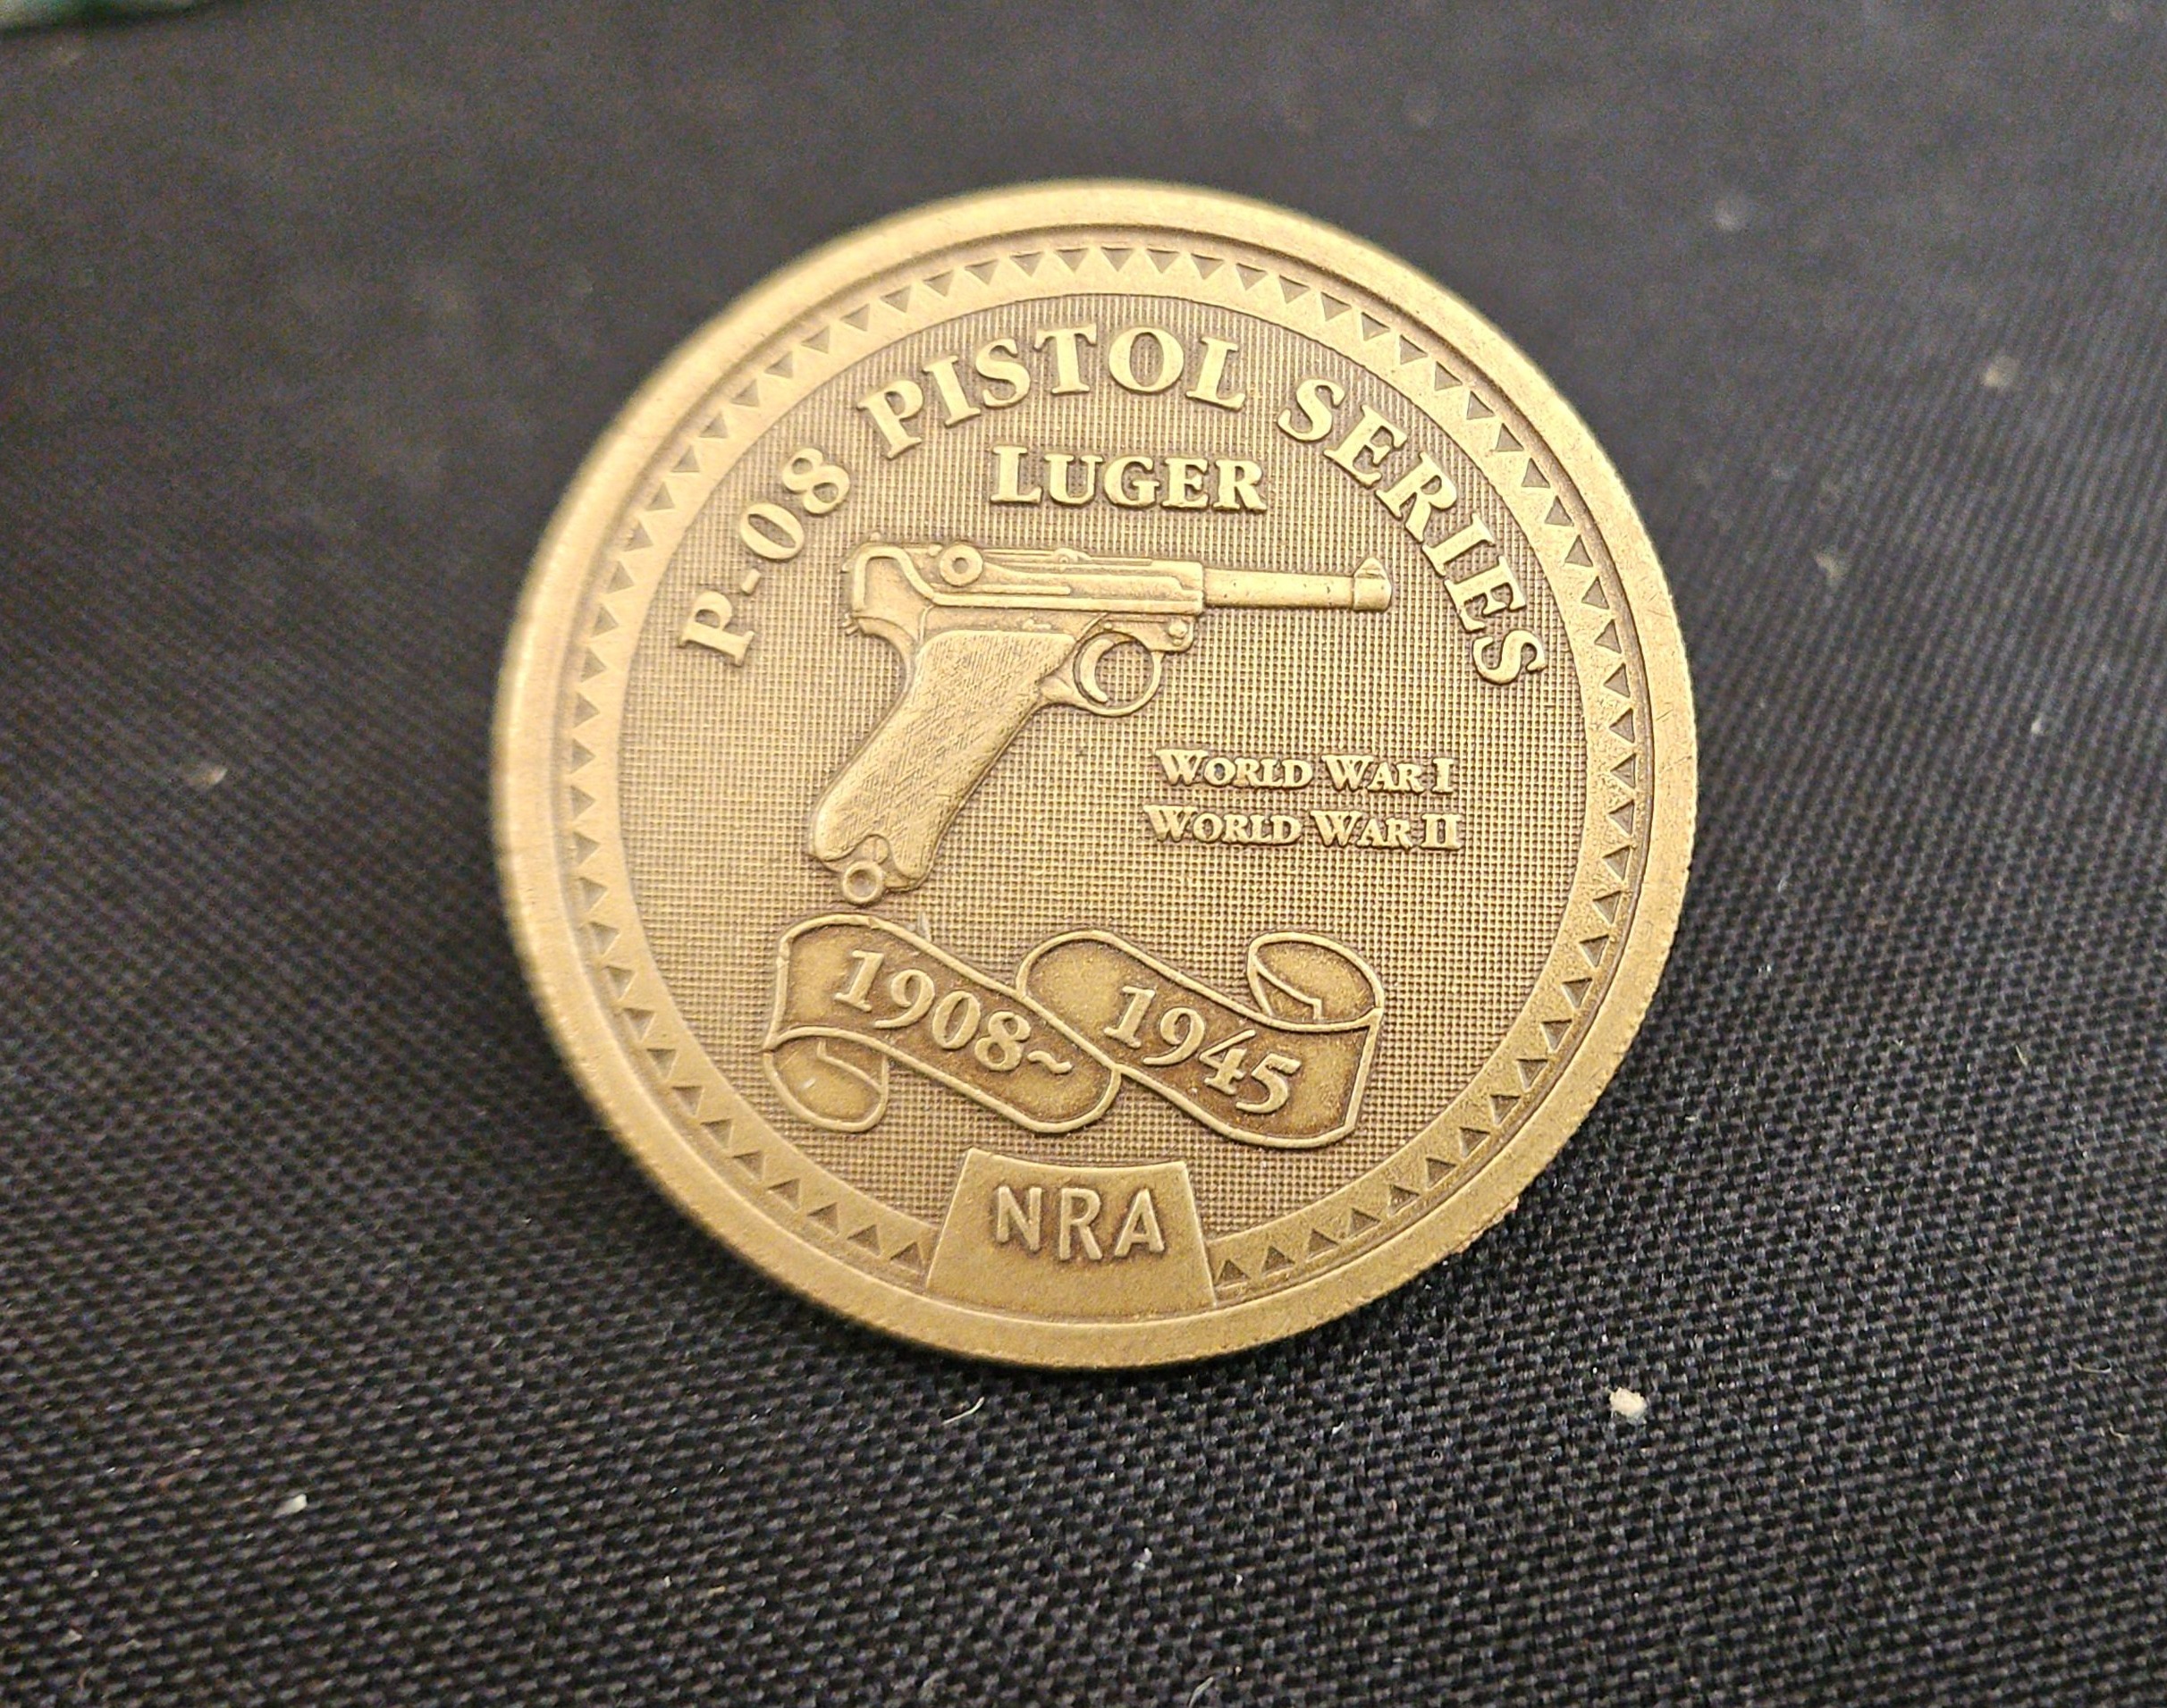 P-08 PISTOL SERIES
LUGER
WORLD WAR I
WORLD WAR II
1908~ 1945
NRA